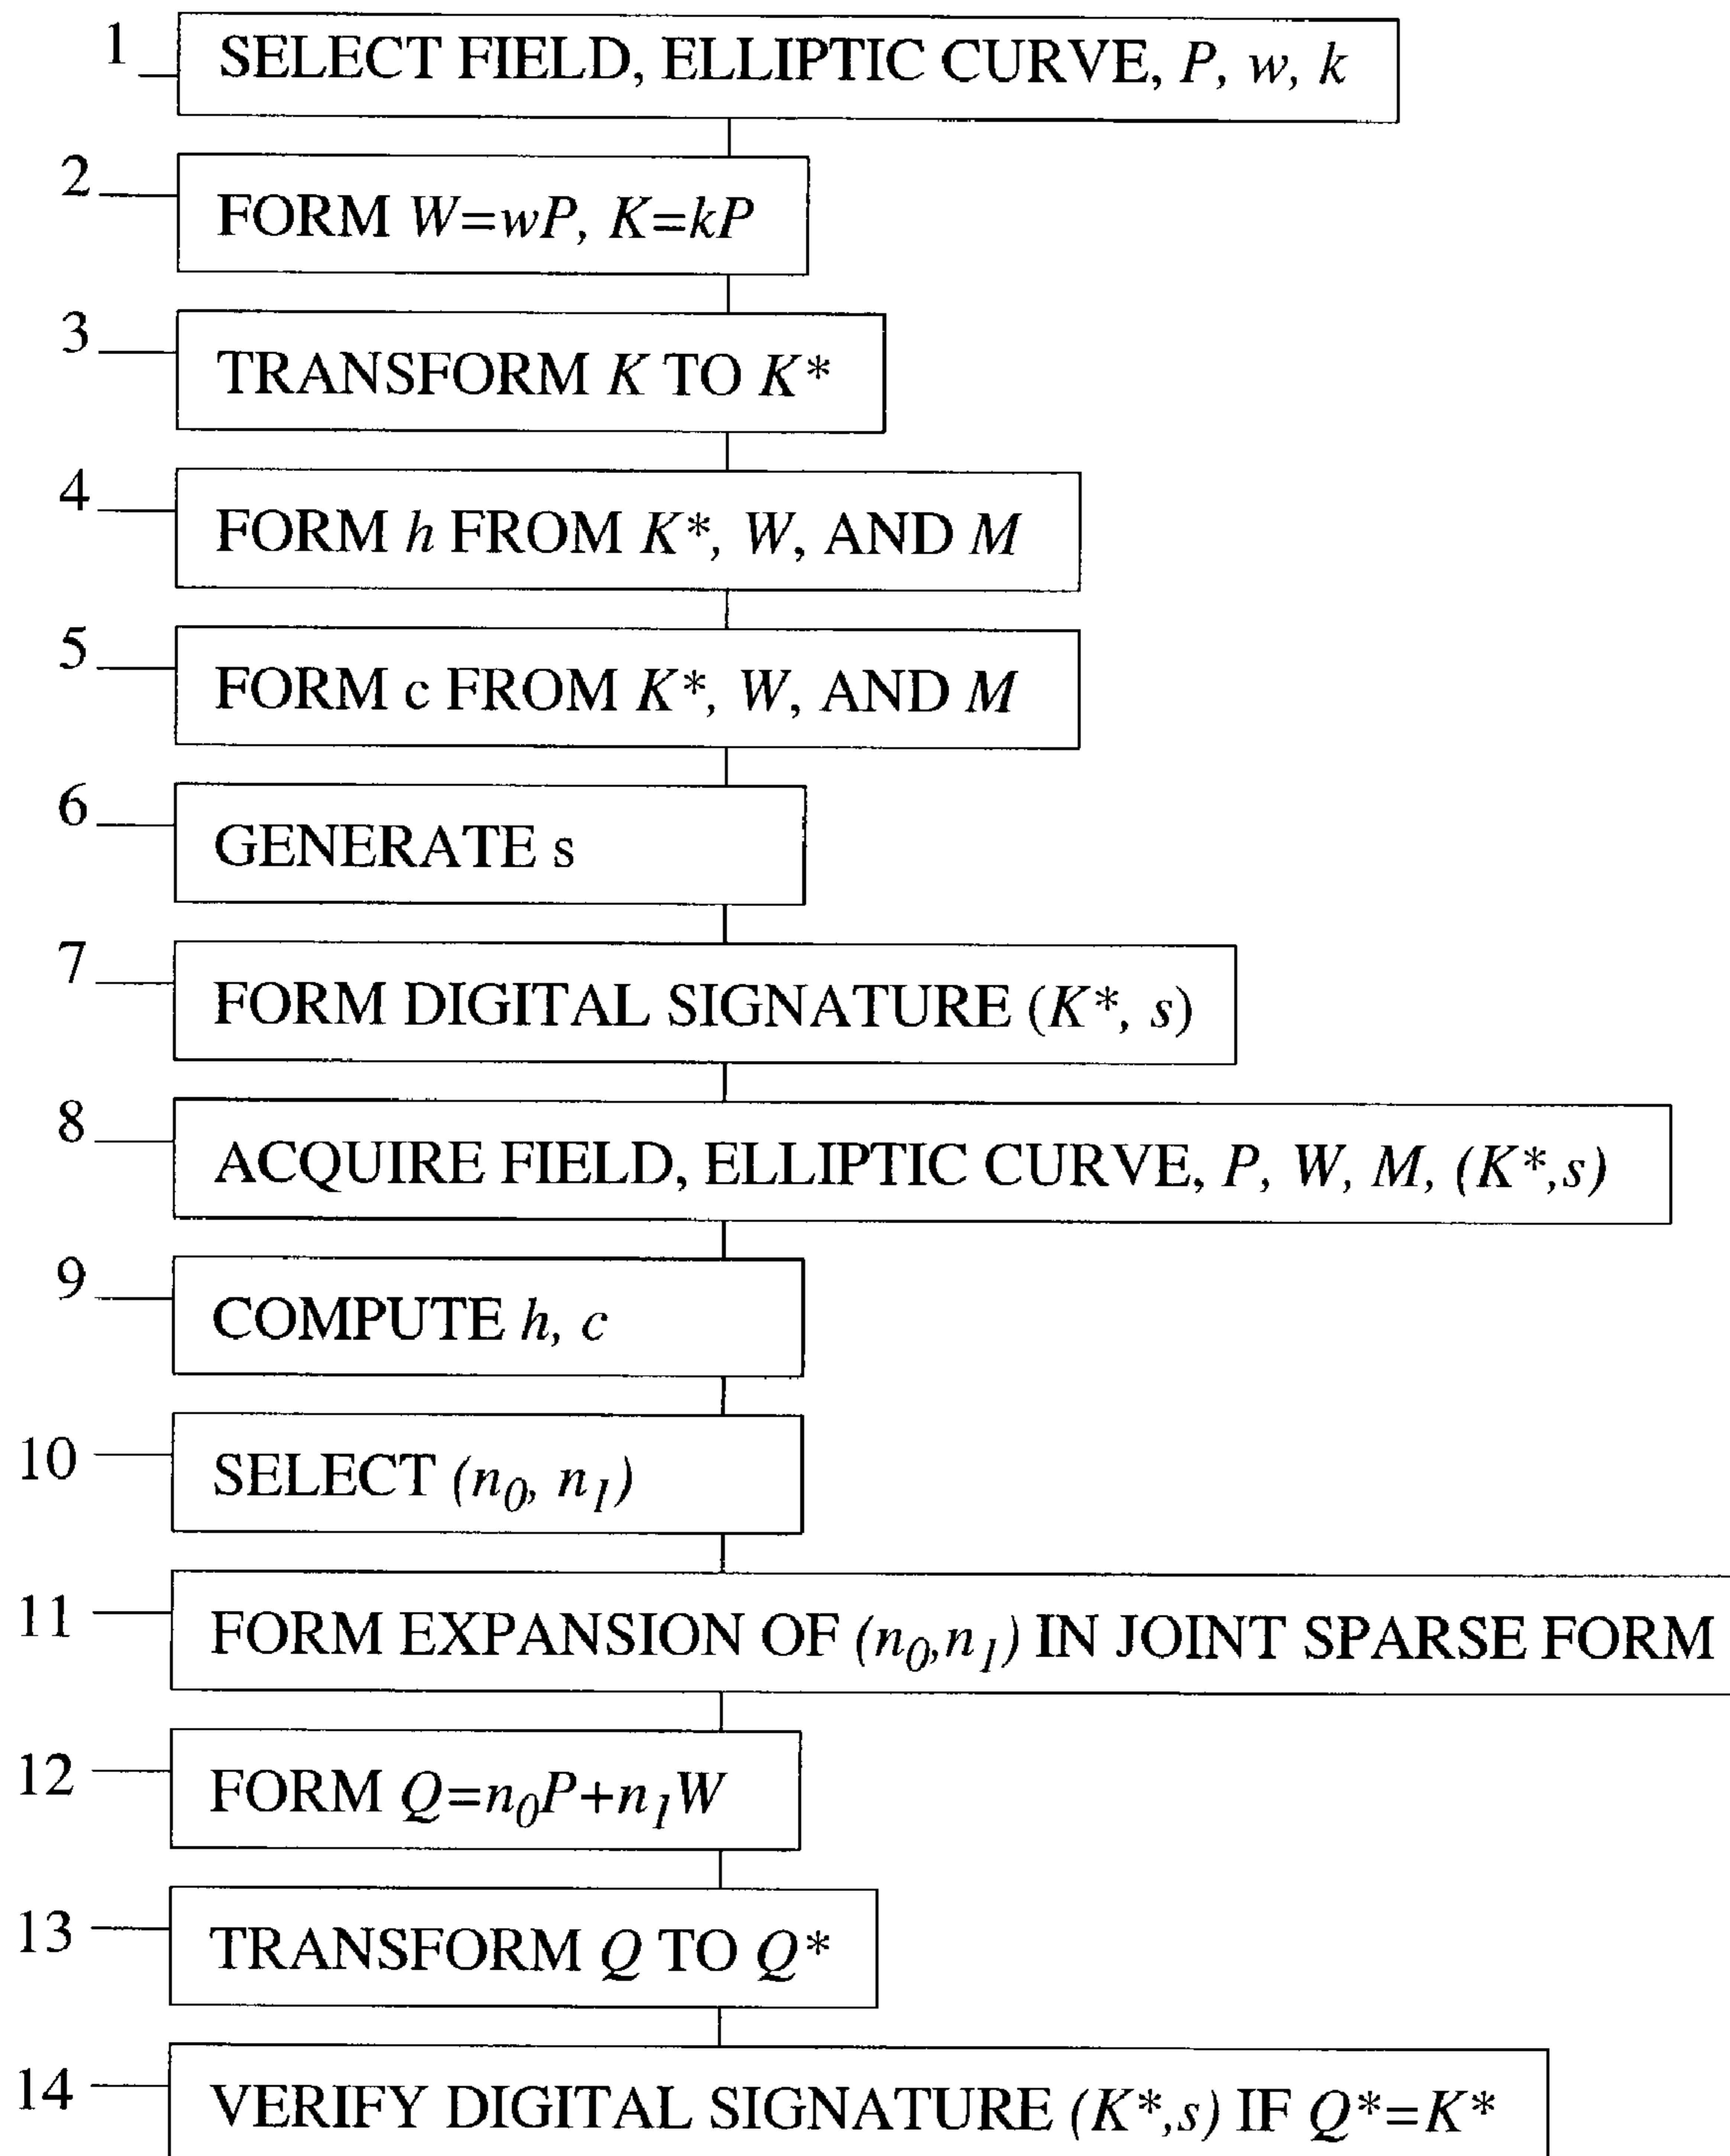 1 SELECT FIELD, ELLIPTIC CURVE, P, w, k
2 FORM W=wP, K=kP
3 TRANSFORM K TO K*
4 FORM h FROM K*, W, AND M
5 FORM c FROM K*, W, AND M
6 GENERATE s
7 FORM DIGITAL SIGNATURE (K*, s)
8 ACQUIRE FIELD, ELLIPTIC CURVE, P, W, M, (K*,s)
9 COMPUTE h, c
10 SELECT (n0, n1)
11 FORM EXPANSION OF (n0,n1) IN JOINT SPARSE FORM
12 FORM Q=n0P+n1W
13 TRANSFORM Q TO Q*
14 VERIFY DIGITAL SIGNATURE (K*,s) IF Q*=K*